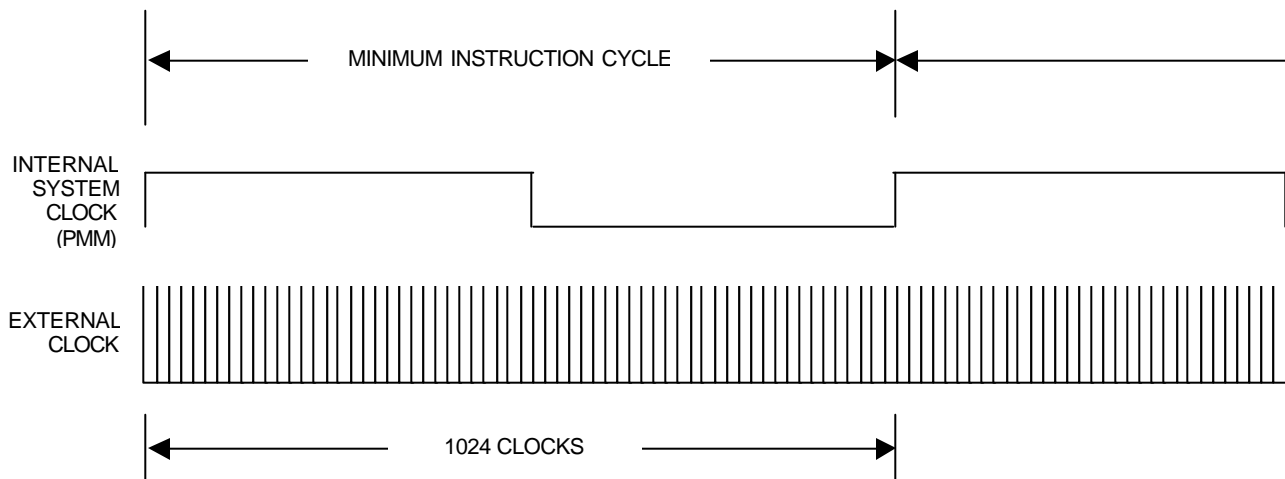 MINIMUM INSTRUCTION CYCLE
INTERNAL
SYSTEM
CLOCK
(PMM)
EXTERNAL
CLOCK
1024 CLOCKS